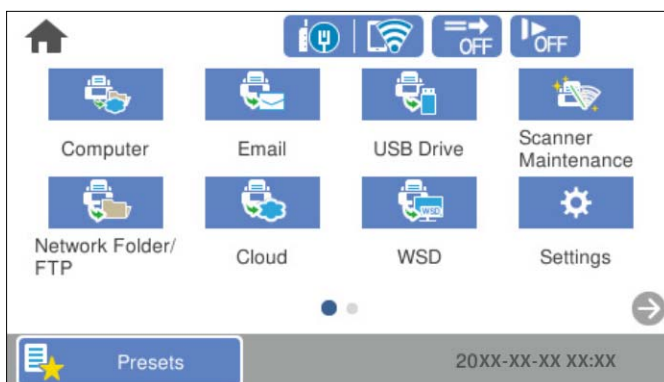 OFF
OFF
Computer
Email
USB Drive
Scanner
Maintenance
WSD
Network Folder/
FTP
Cloud
WSD
Settings
Presets
20XX-XX-XX XX:XX